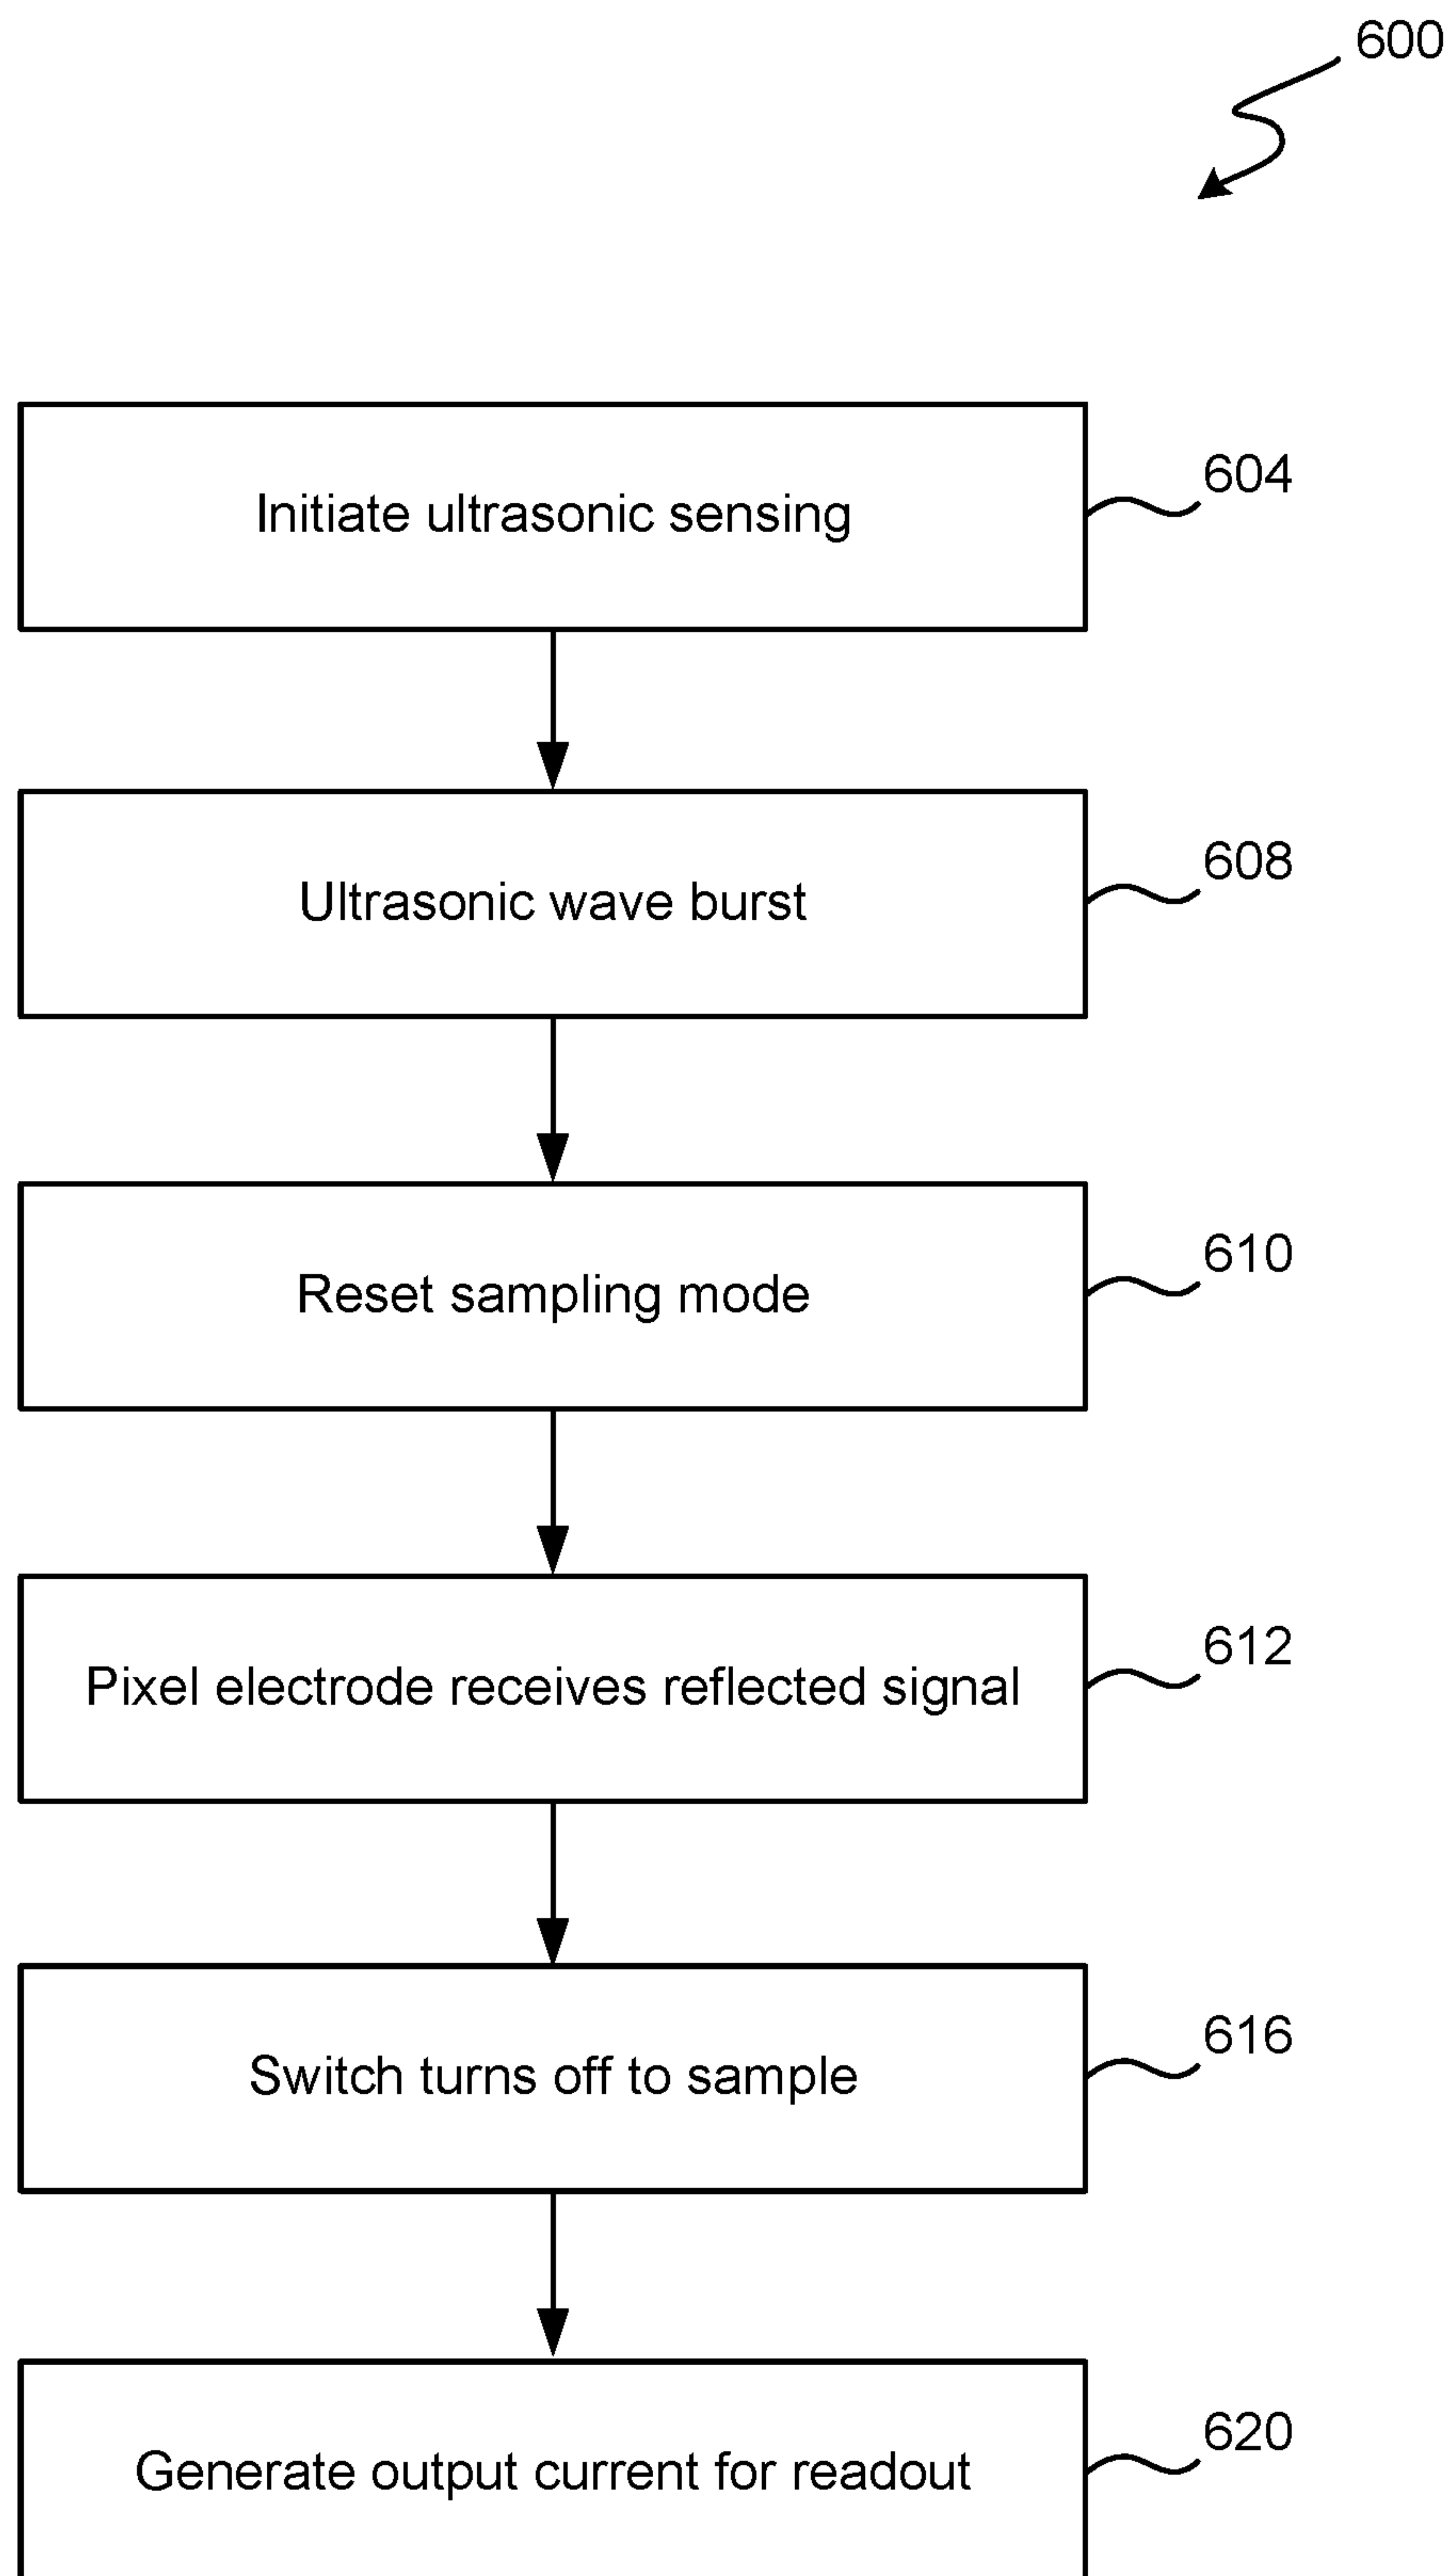 600
Initiate ultrasonic sensing
604
Ultrasonic wave burst
608
Reset sampling mode
610
Pixel electrode receives reflected signal
612
Switch turns off to sample
616
Generate output current for readout
620